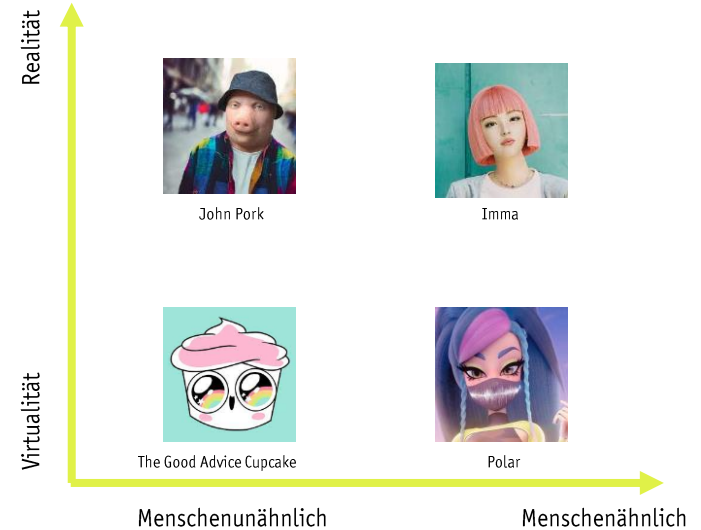 Realität
John Pork
Imma
Virtualität
The Good Advice Cupcake
Polar
Menschenunähnlich
Menschenähnlich